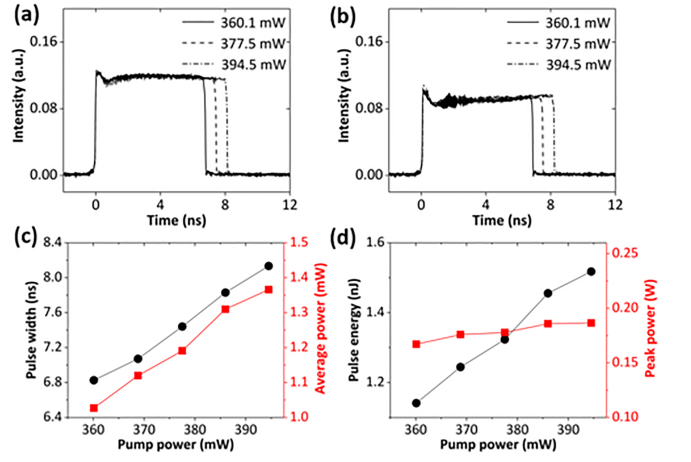 (a)
360.1 mW
377.5 mW
394.5 mW
Intensity (a.u.)
0.16
0.08
0.00
0 4 8 12
Time (ns)
(b)
360.1 mW
377.5 mW
394.5 mW
Intensity (a.u.)
0.16
0.08
0.00
0 4 8 12
Time (ns)
(c)
Pulse width (ns)
8.4
8.0
7.6
7.2
6.8
6.4
360 370 380 390
Pump power (mW)
1.5
1.4
1.3
1.2
1.1
1.0
Average power (mW)
(d)
Pulse energy (nJ)
1.6
1.4
1.2
360 370 380 390
Pump power (mW)
0.25
0.20
0.15
0.10
Peak power (W)